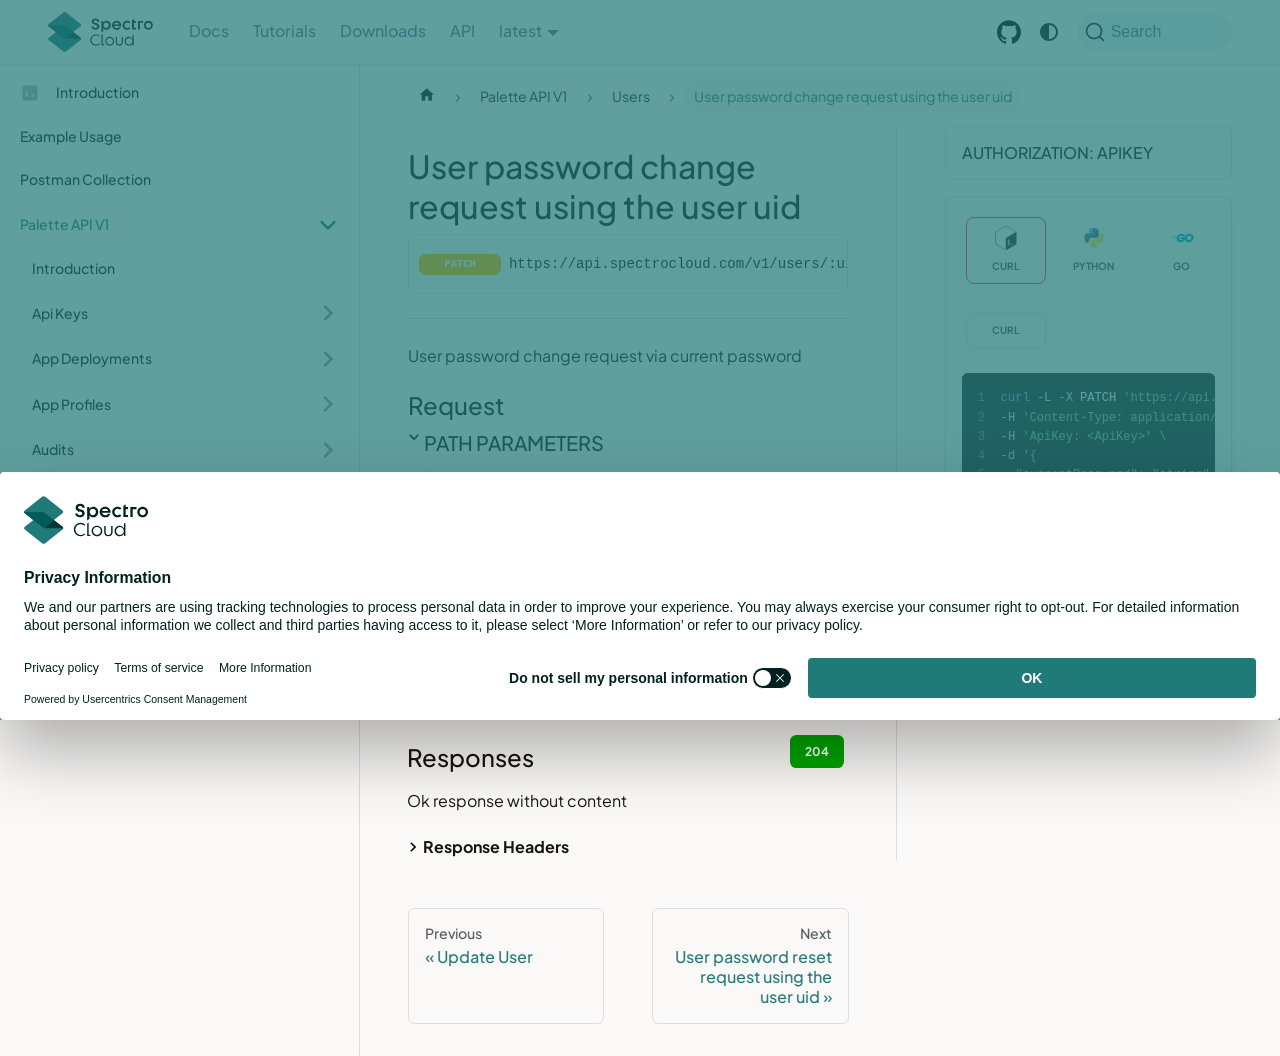 Spectro Cloud
Docs
Tutorials
Downloads
API
latest
Search
Introduction
Example Usage
Postman Collection
Palette API V1
Introduction
Api Keys
App Deployments
App Profiles
Audits
Palette API V1
Users
User password change request using the user uid
User password change
request using the user uid
PATCH https://api.spectrocloud.com/v1/users/:u
User password change request via current password
Request
PATH PARAMETERS
AUTHORIZATION: APIKEY
CURL
PYTHON
GO
CURL
1 curl -L -X PATCH 'https://api.
2 -H 'Content-Type: application/
3 -H 'ApiKey: <ApiKey>' \
4 -d '{
Spectro
Cloud
Privacy Information
We and our partners are using tracking technologies to process personal data in order to improve your experience. You may always exercise your consumer right to opt-out. For detailed information
about personal information we collect and third parties having access to it, please select ‘More Information’ or refer to our privacy policy.
Privacy policy
Terms of service
More Information
Powered by Usercentrics Consent Management
Do not sell my personal information
OK
Responses
204
Ok response without content
Response Headers
Previous
« Update User
Next
User password reset
request using the
user uid »